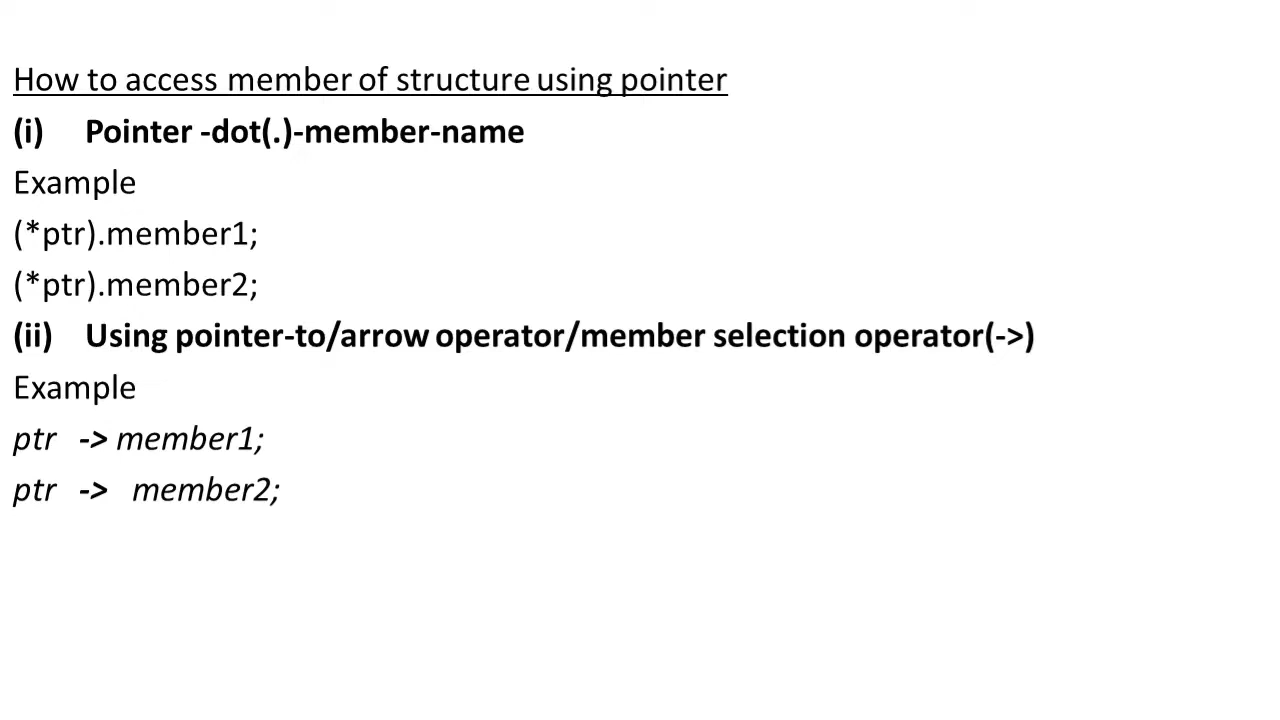 How to access member of structure using pointer
(i) Pointer -dot(.)-member-name
Example
(*ptr).member1;
(*ptr).member2;
(ii) Using pointer-to/arrow operator/member selection operator(->)
Example
ptr -> member1;
ptr -> member2;